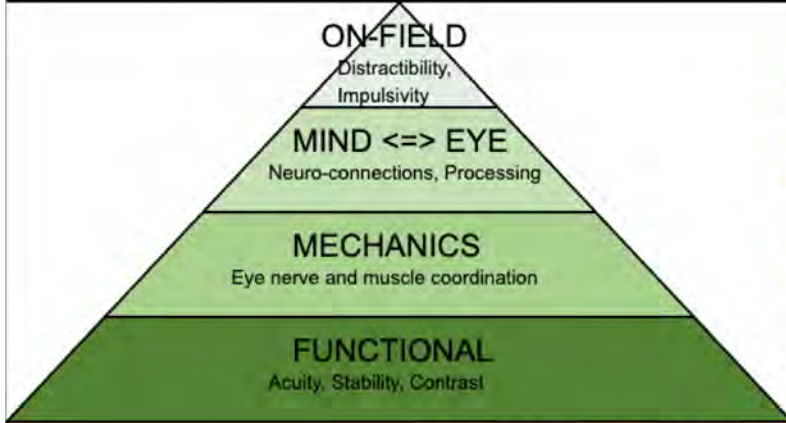 ON-FIELD
Distractibility,
Impulsivity
MIND <=> EYE
Neuro-connections, Processing
MECHANICS
Eye nerve and muscle coordination
FUNCTIONAL
Acuity, Stability, Contrast